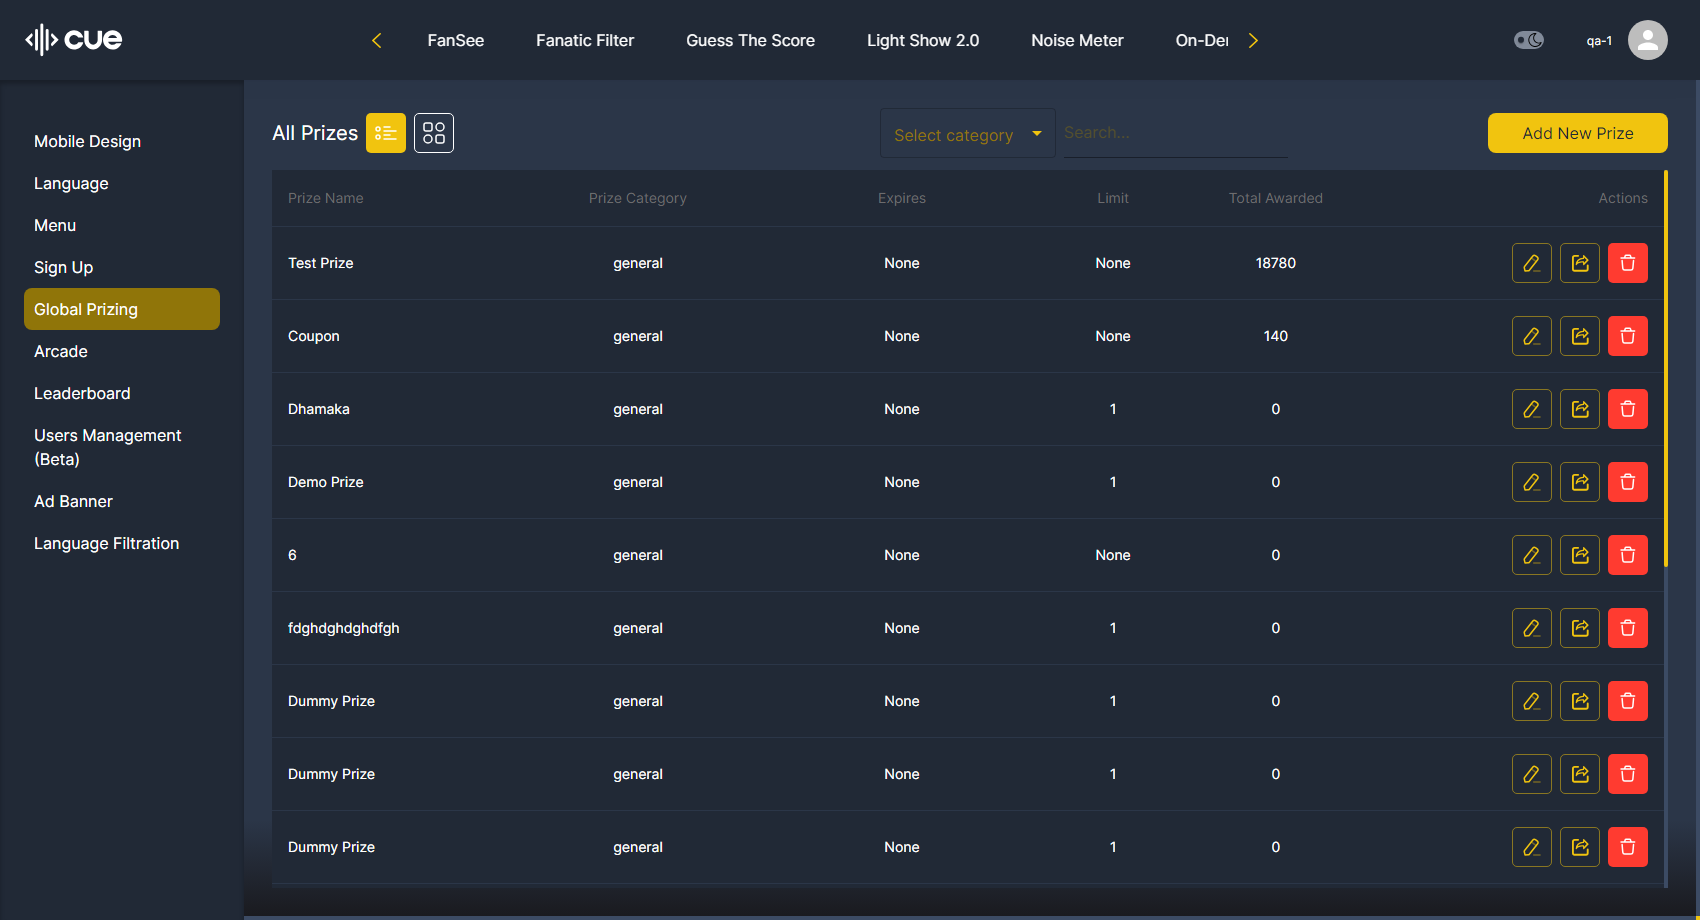 cue
FanSee Fanatic Filter Guess The Score Light Show 2.0 Noise Meter On-De
qa-1
Mobile Design
Language
Menu
Sign Up
Global Prizing
Arcade
Leaderboard
Users Management
(Beta)
Ad Banner
Language Filtration
All Prizes
Select category
Search...
Add New Prize
Prize Name Prize Category Expires Limit Total Awarded Actions
Test Prize general None None 18780
Coupon general None None 140
Dhamaka general None 1 0
Demo Prize general None 1 0
6 general None None 0
fdghdghdghdfgh general None 1 0
Dummy Prize general None 1 0
Dummy Prize general None 1 0
Dummy Prize general None 1 0